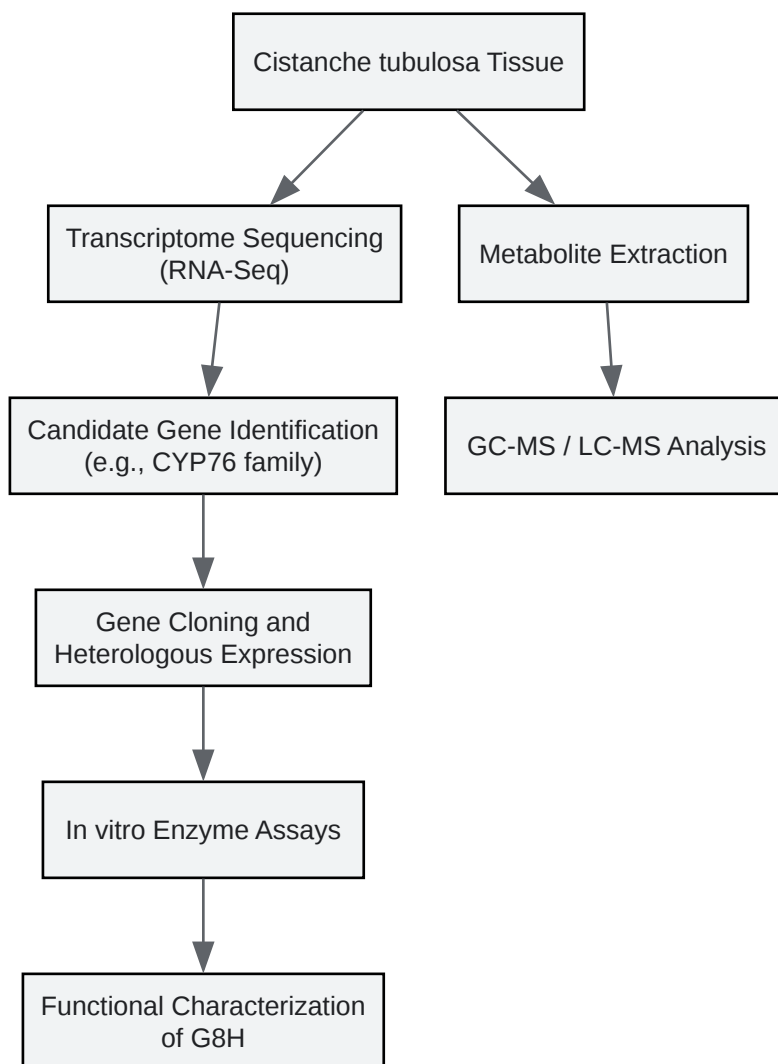 Cistanche tubulosa Tissue
Transcriptome Sequencing
(RNA-Seq)
Metabolite Extraction
Candidate Gene Identification
(e.g., CYP76 family)
GC-MS / LC-MS Analysis
Gene Cloning and
Heterologous Expression
In vitro Enzyme Assays
Functional Characterization
of G8H